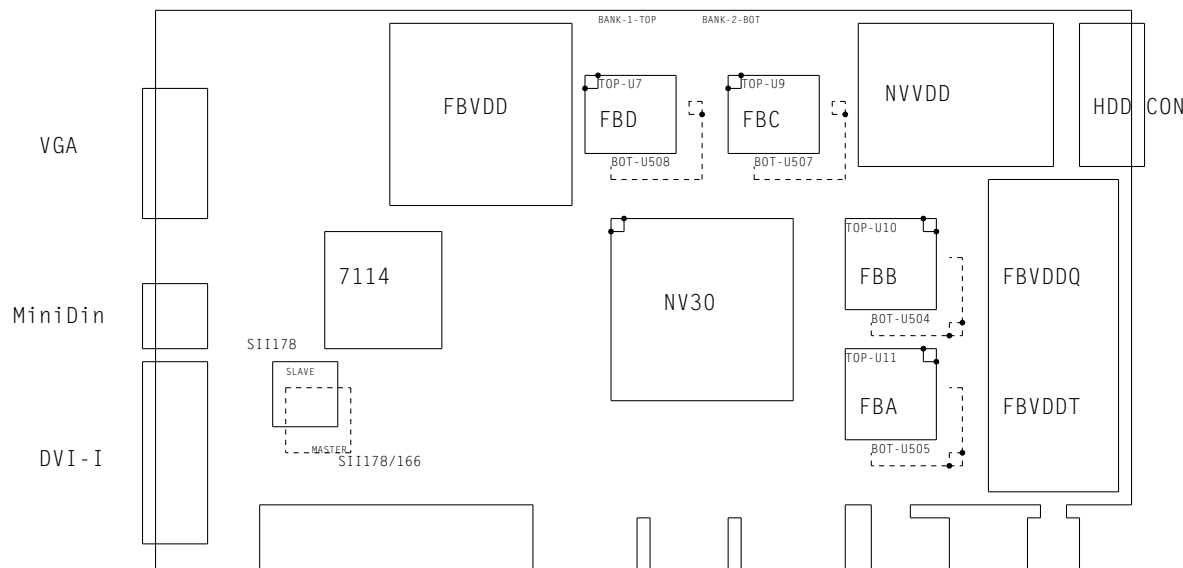 BANK-1-TOP
BANK-2-BOT
TOP-U7
TOP-U9
FBVDD
FBD
FBC
NVVDD
HDD CON
VGA
BOT-U508
BOT-U507
TOP-U10
7114
FBB
FBVDDQ
NV30
MiniDin
BOT-U504
SII178
TOP-U11
SLAVE
FBA
FBVDDT
MASTER
BOT-U505
DVI-I
SII178/166